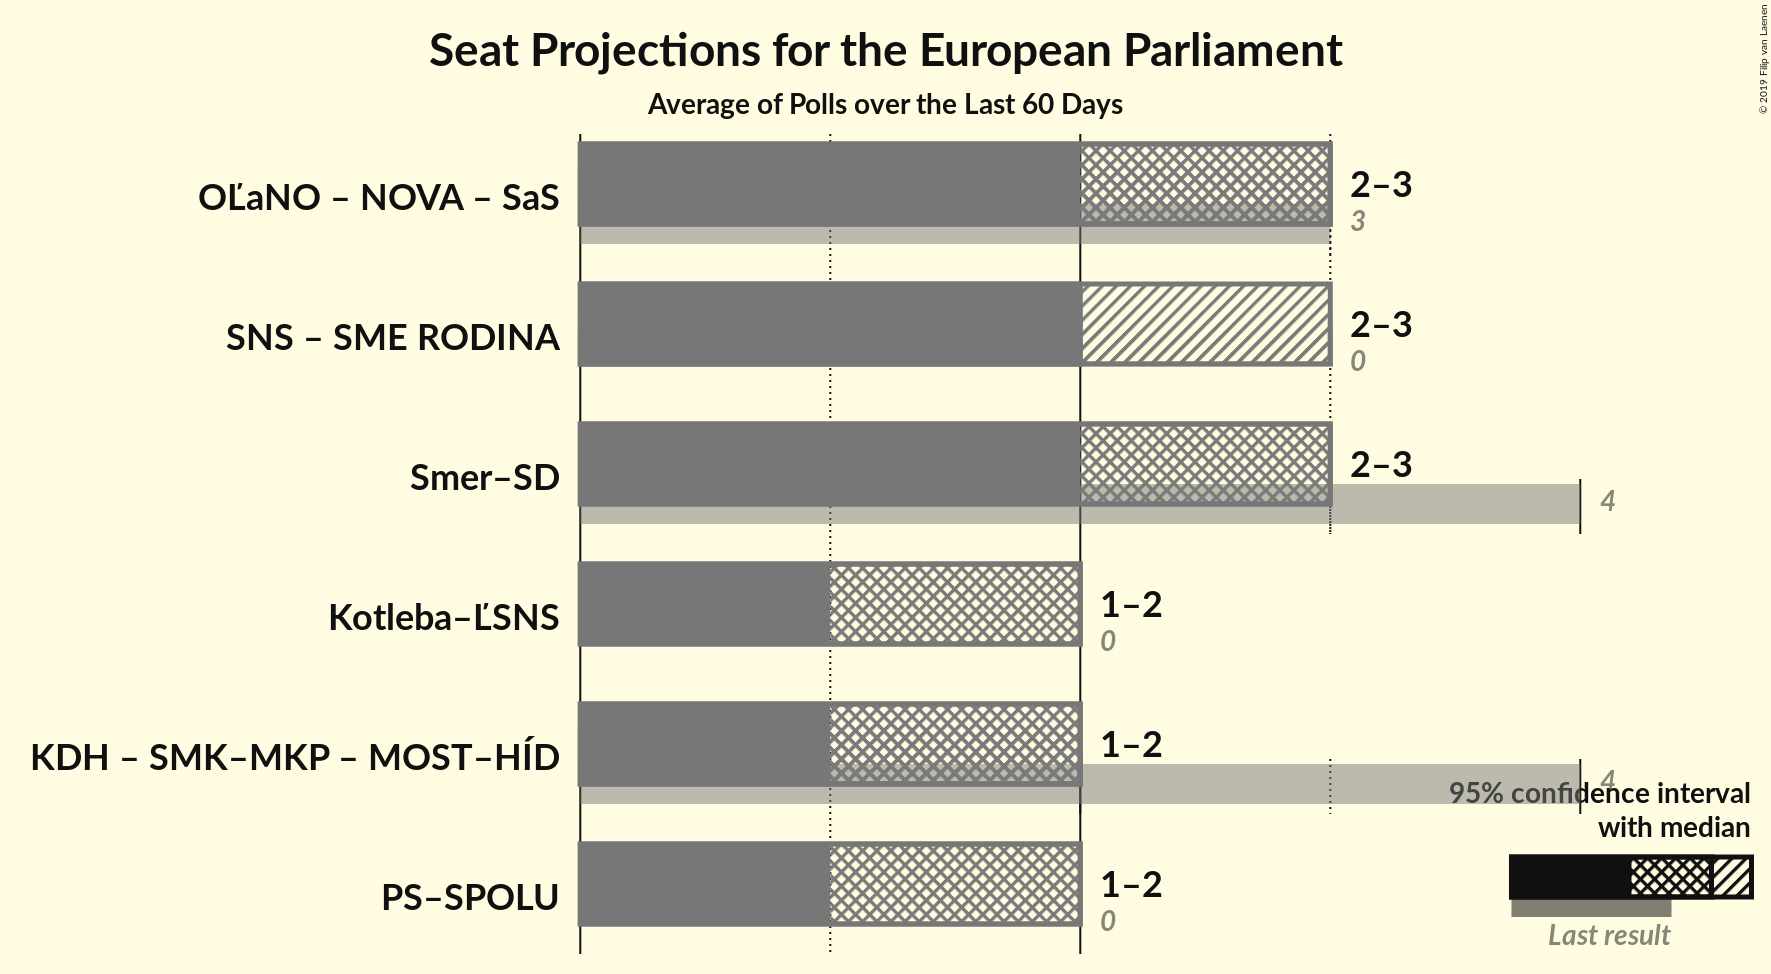 Seat Projections for the European Parliament
Average of Polls over the Last 60 Days
© 2019 Filip van Laenen
OĽaNO – NOVA – SaS
2–3
3
SNS – SME RODINA
2–3
0
Smer–SD
2–3
4
Kotleba–ĽSNS
1–2
0
KDH – SMK–MKP – MOST–HÍD
1–2
4
95% confidence interval
with median
PS–SPOLU
1–2
0
Last result